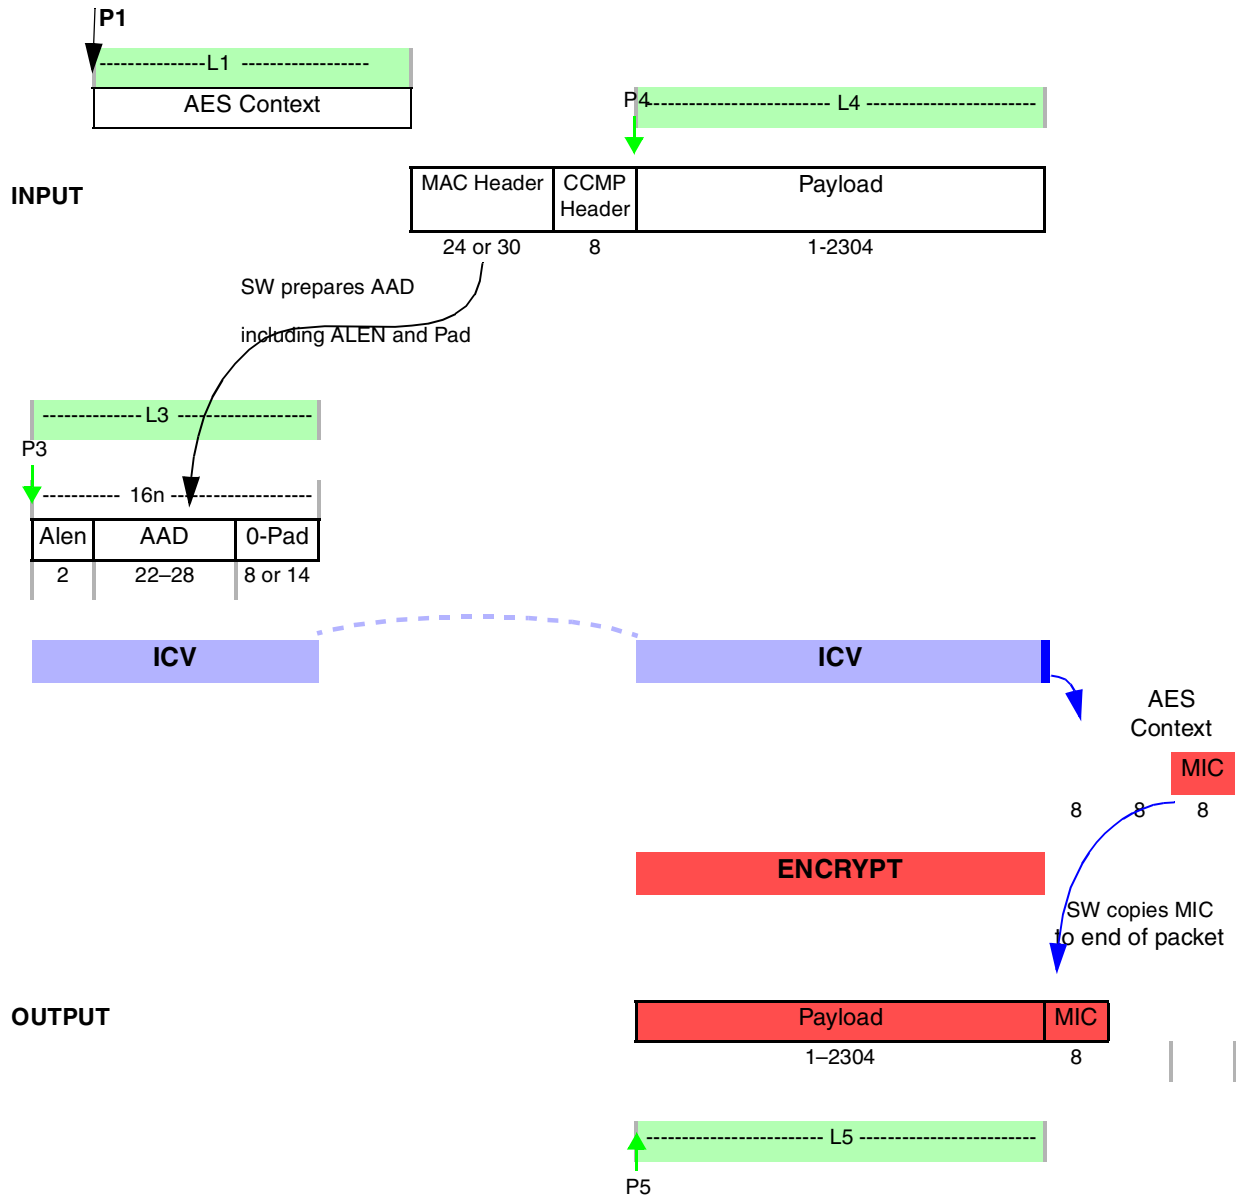 P1
---------------L1 ------------------
AES Context
P4-------------------------- L4 ------------------------
INPUT
MAC Header
CCMP
Header
Payload
24 or 30
8
1-2304
SW prepares AAD
including ALEN and Pad
-------------- L3 -------------------
P3
----------- 16n --------------------
Alen
AAD
0-Pad
2
22–28
8 or 14
ICV
ICV
AES
Context
MIC
8
8
8
ENCRYPT
SW copies MIC
to end of packet
OUTPUT
Payload
MIC
1–2304
8
------------------------- L5 -------------------------
P5